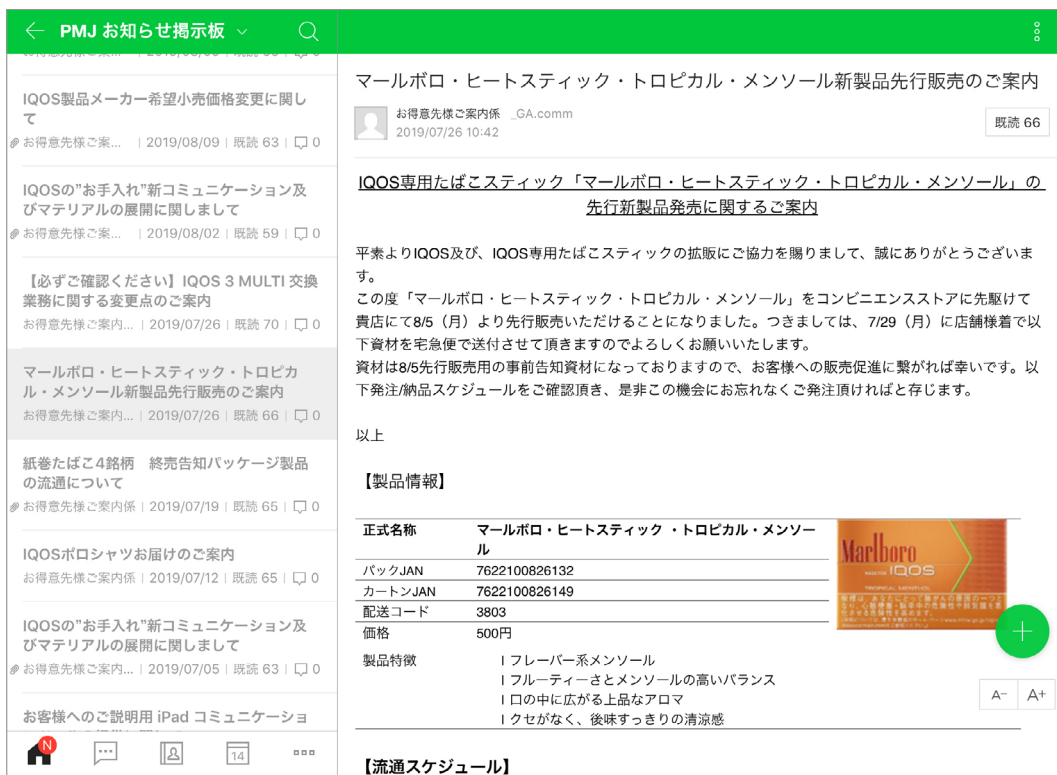 PMJ お知らせ掲示板
IQOS製品メーカー希望小売価格変更に関し
て
お得意先様ご案... | 2019/08/09 | 既読 63 | 0
IQOSの”お手入れ”新コミュニケーション及
びマテリアルの展開に関しまして
お得意先様ご案... | 2019/08/02 | 既読 59 | 0
【必ずご確認ください】IQOS 3 MULTI 交換
業務に関する変更点のご案内
お得意先様ご案内... | 2019/07/26 | 既読 70 | 0
マールボロ・ヒートスティック・トロピカ
ル・メンソール新製品先行販売のご案内
お得意先様ご案内... | 2019/07/26 | 既読 66 | 0
紙巻たばこ4銘柄　終売告知パッケージ製品
の流通について
お得意先様ご案内係 | 2019/07/19 | 既読 65 | 0
IQOSポロシャツお届けのご案内
お得意先様ご案内係 | 2019/07/12 | 既読 65 | 0
IQOSの”お手入れ”新コミュニケーション及
びマテリアルの展開に関しまして
お得意先様ご案内... | 2019/07/05 | 既読 63 | 0
お客様へのご説明用 iPad コミュニケーショ
N
14
マールボロ・ヒートスティック・トロピカル・メンソール新製品先行販売のご案内
お得意先様ご案内係 _GA.comm
2019/07/26 10:42
既読 66
IQOS専用たばこスティック「マールボロ・ヒートスティック・トロピカル・メンソール」の
先行新製品発売に関するご案内
平素よりIQOS及び、IQOS専用たばこスティックの拡販にご協力を賜りまして、誠にありがとうございま
す。
この度「マールボロ・ヒートスティック・トロピカル・メンソール」をコンビニエンスストアに先駆けて
貴店にて8/5（月）より先行販売いただけることになりました。つきましては、7/29（月）に店舗様着で以
下資材を宅急便で送付させて頂きますのでよろしくお願いいたします。
資材は8/5先行販売用の事前告知資材になっておりますので、お客様への販売促進に繋がれば幸いです。以
下発注/納品スケジュールをご確認頂き、是非この機会にお忘れなくご発注頂ければと存じます。
以上
【製品情報】
正式名称 マールボロ・ヒートスティック ・トロピカル・メンソー
ル
パックJAN 7622100826132
カートンJAN 7622100826149
配送コード 3803
価格 500円
製品特徴 l フレーバー系メンソール
l フルーティーさとメンソールの高いバランス
l 口の中に広がる上品なアロマ
l クセがなく、後味すっきりの清涼感
Marlboro
MADE FOR IQOS
TROPICAL MENTHOL
A- A+
【流通スケジュール】